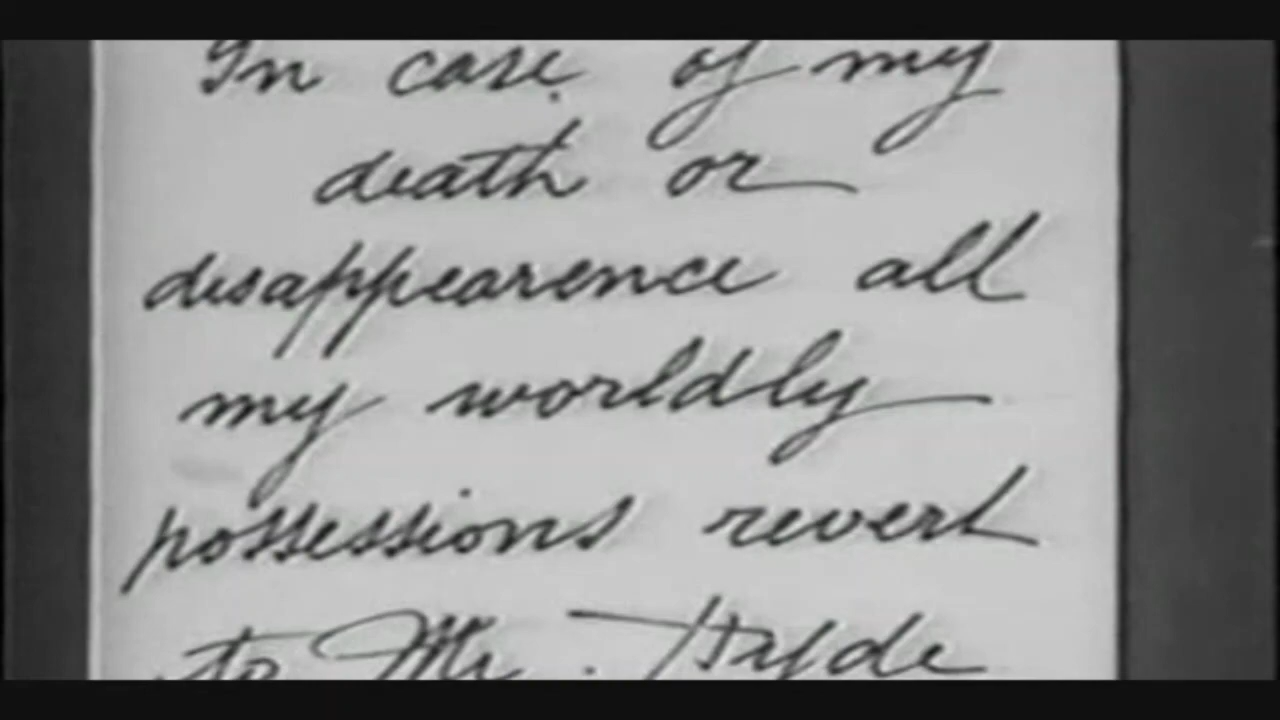 In case of my
death or
disappearence all
my worldly
possessions revert
to Mr. Hyde